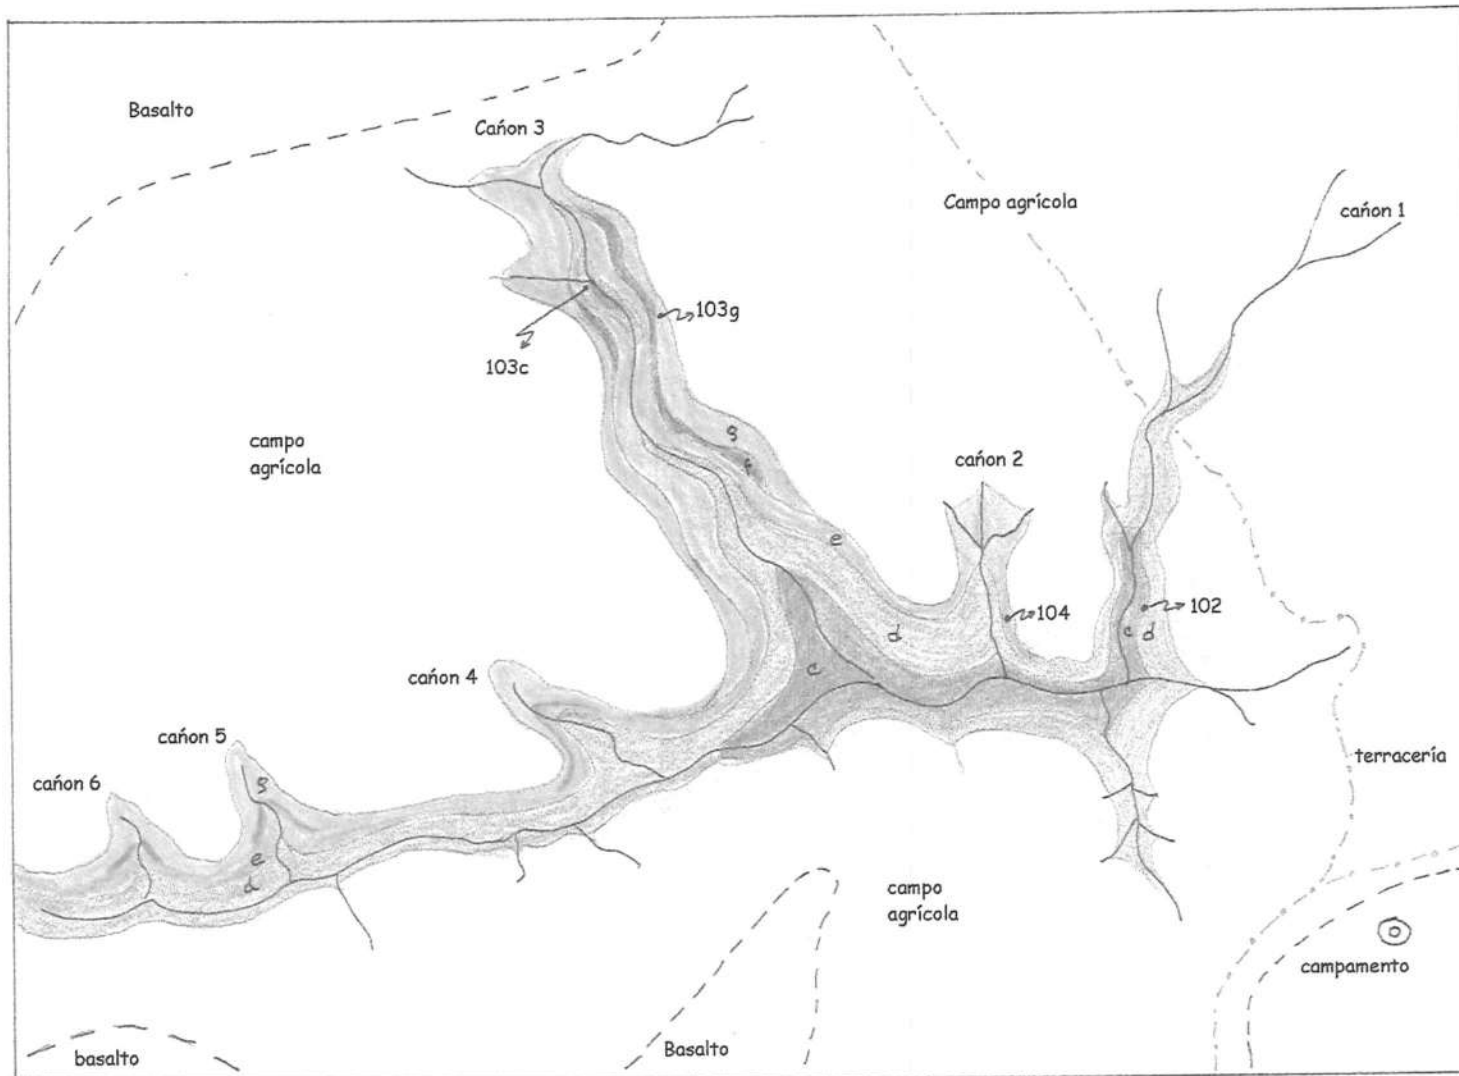 Basalto
Cañon 3
Campo agrícola
cañon 1
103g
103c
campo
agrícola
g
f
cañon 2
e
104
102
c d
d
cañon 4
c
cañon 5
g
cañon 6
terracería
e
d
campo
agrícola
campamento
basalto
Basalto